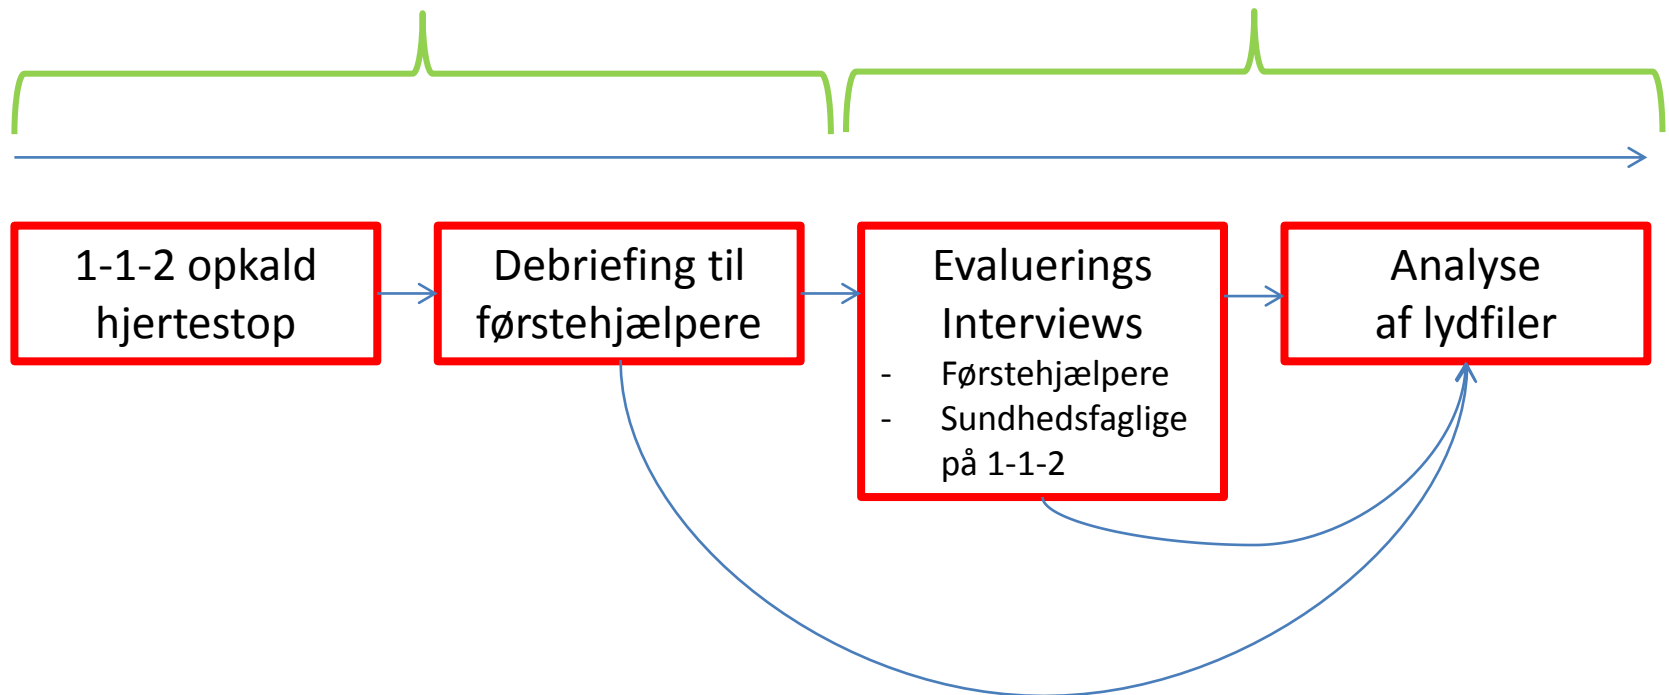 1-1-2 opkald
hjertestop
Debriefing til
førstehjælpere
Evaluerings
Interviews
- Førstehjælpere
- Sundhedsfaglige
på 1-1-2
Analyse
af lydfiler